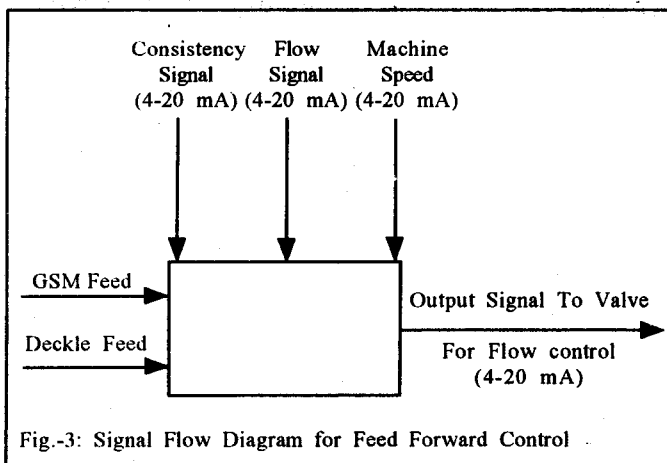 Consistency Flow Machine
Signal Signal Speed
(4-20 mA) (4-20 mA) (4-20 mA)
GSM Feed
Output Signal To Valve
Deckle Feed
For Flow control
(4-20 mA)
Fig.-3: Signal Flow Diagram for Feed Forward Control